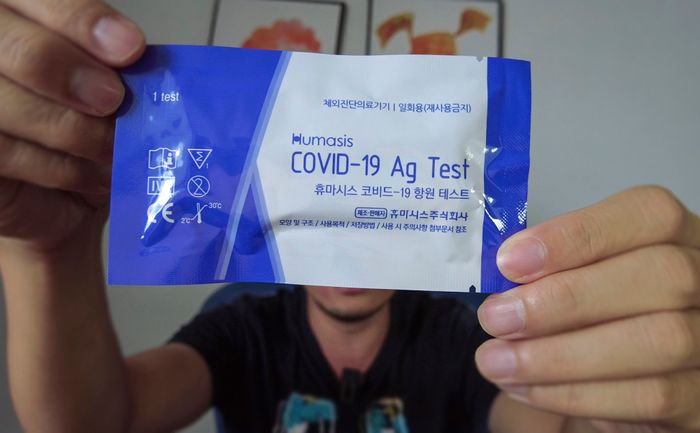 1 test
체외진단의료기기 | 일회용(재사용금지)
Humasis
COVID-19 Ag Test
휴마시스 코비드-19 항원 테스트
제조·판매자 휴마시스주식회사
모양 및 구조 / 사용목적 / 저장방법 / 사용 시 주의사항 첨부문서 참조
IVD
1
2
CE
2℃
30℃